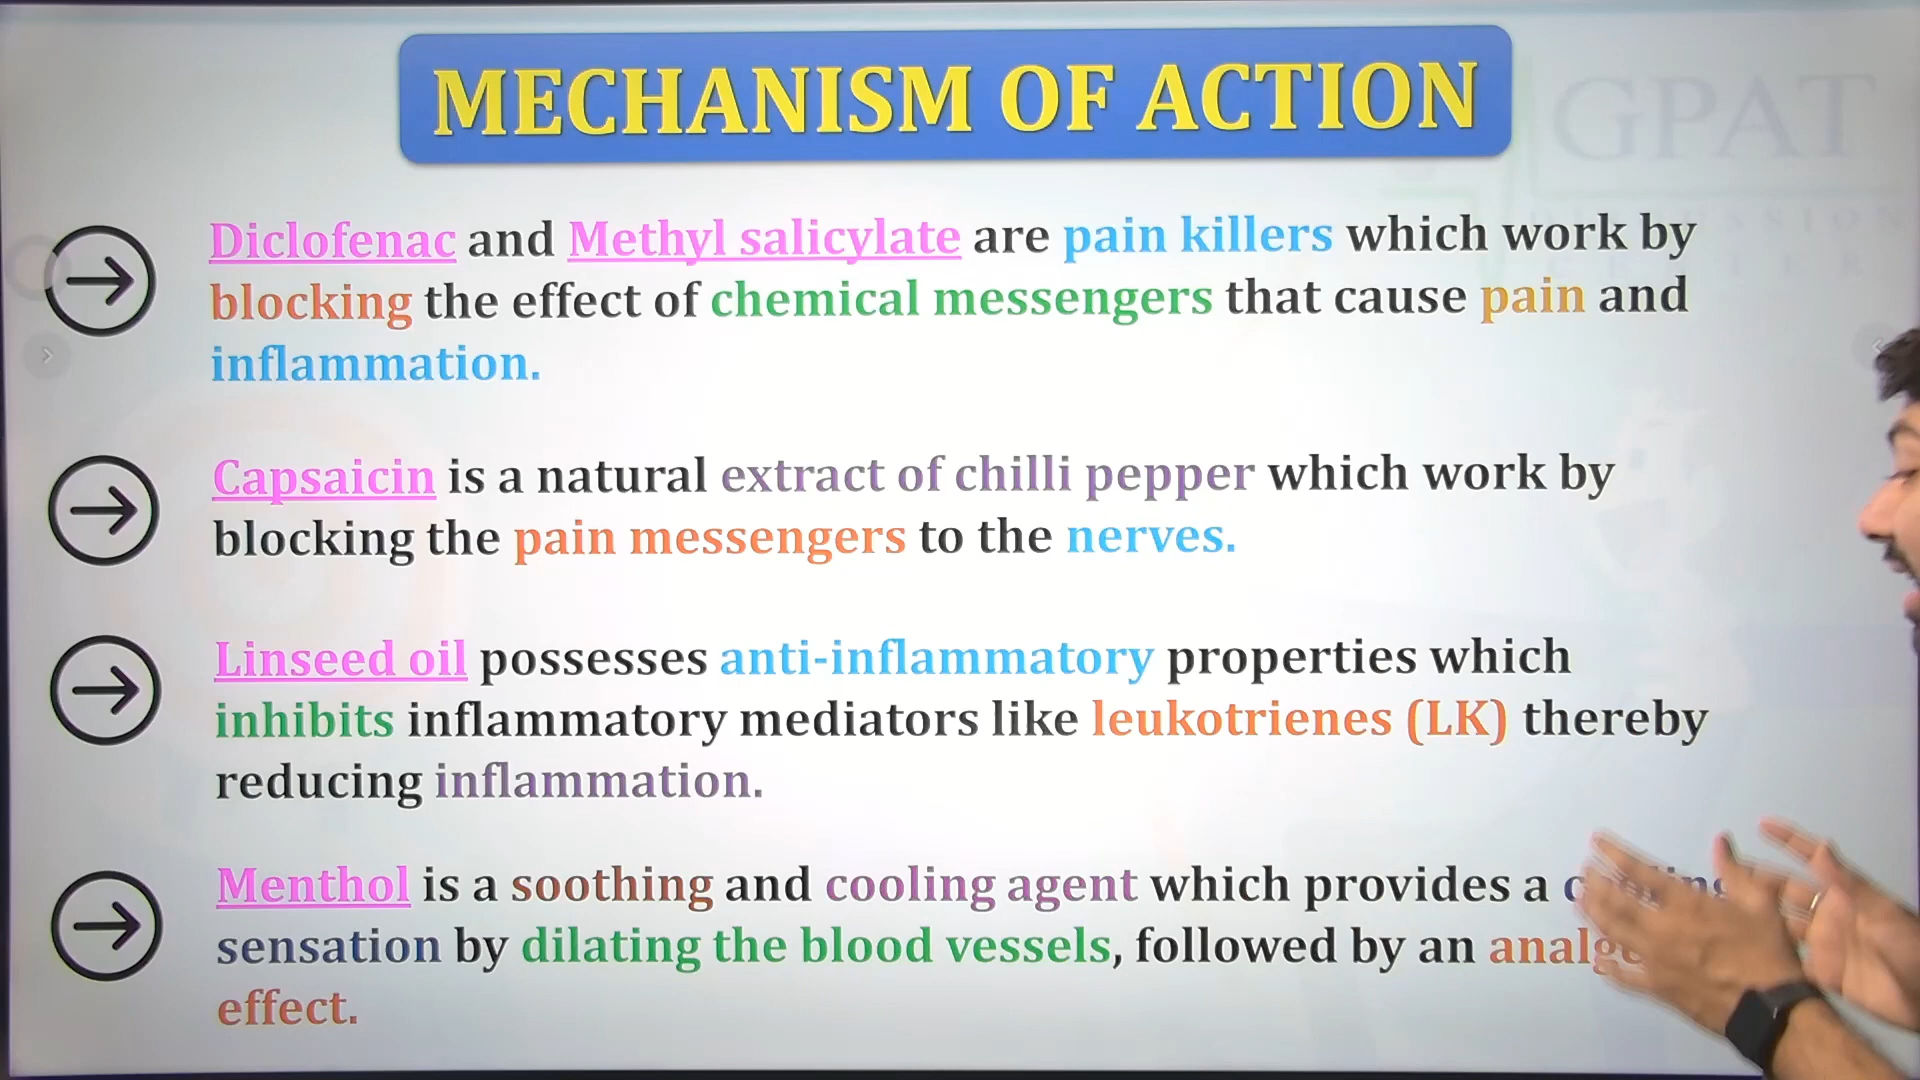 MECHANISM OF ACTION
GPAT
Diclofenac and Methyl salicylate are pain killers which work by
blocking the effect of chemical messengers that cause pain and
inflammation.
Capsaicin is a natural extract of chilli pepper which work by
blocking the pain messengers to the nerves.
Linseed oil possesses anti-inflammatory properties which
inhibits inflammatory mediators like leukotrienes (LK) thereby
reducing inflammation.
Menthol is a soothing and cooling agent which provides a
sensation by dilating the blood vessels, followed by an
effect.